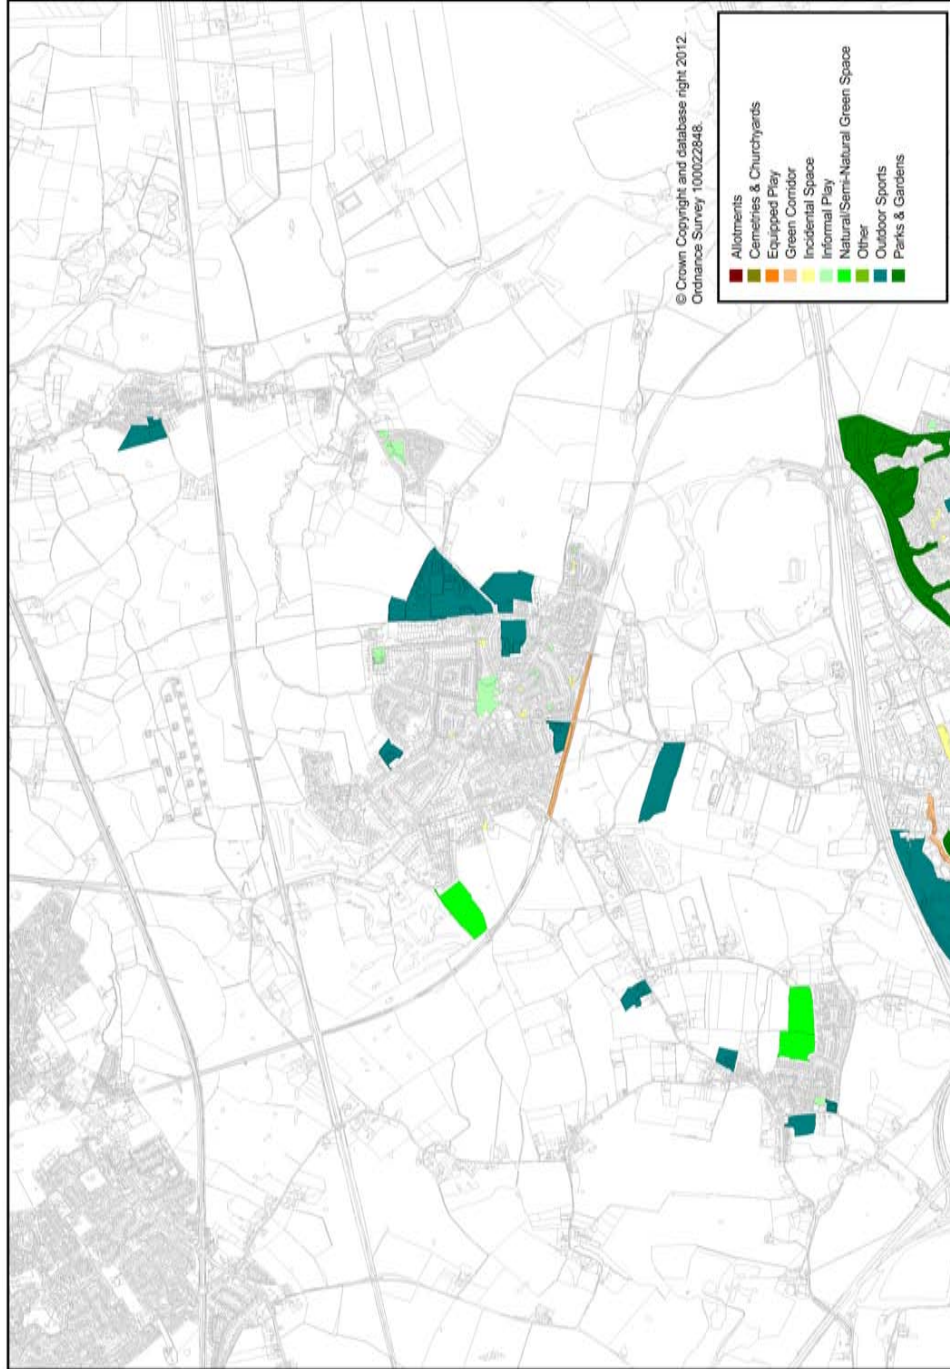 © Crown Copyright and database right 2012.
Ordnance Survey 100022848.
Allotments
Cemetries & Churchyards
Equipped Play
Green Corridor
Incidental Space
Informal Play
Natural/Semi-Natural Green Space
Other
Outdoor Sports
Parks & Gardens